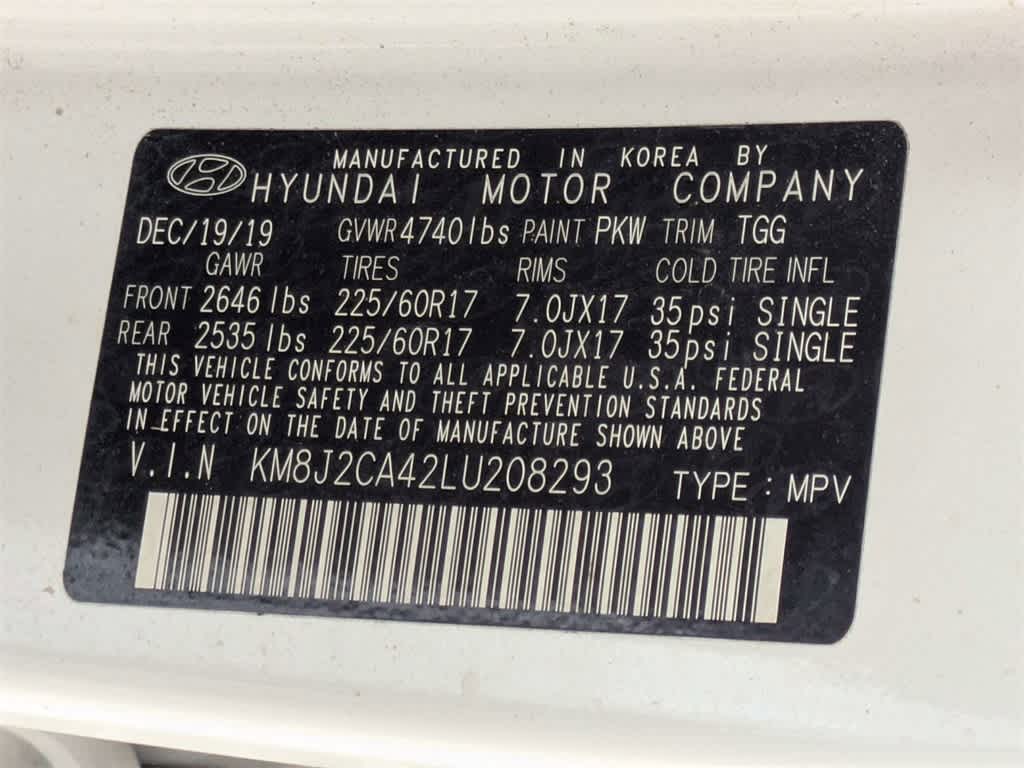 MANUFACTURED IN KOREA BY
HYUNDAI MOTOR COMPANY
DEC/19/19 GVWR 4740lbs PAINT PKW TRIM TGG
GAWR TIRES RIMS COLD TIRE INFL
FRONT 2646 lbs 225/60R17 7.0JX17 35psi SINGLE
REAR 2535 lbs 225/60R17 7.0JX17 35psi SINGLE
THIS VEHICLE CONFORMS TO ALL APPLICABLE U.S.A. FEDERAL
MOTOR VEHICLE SAFETY AND THEFT PREVENTION STANDARDS
IN EFFECT ON THE DATE OF MANUFACTURE SHOWN ABOVE
V.I.N KM8J2CA42LU208293 TYPE : MPV